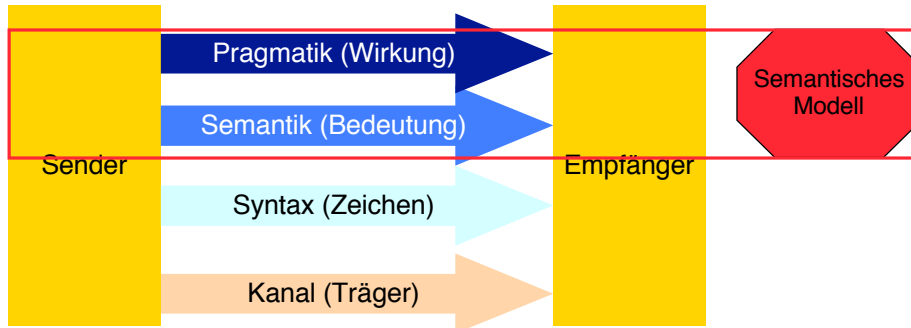 Pragmatik (Wirkung)
Semantik (Bedeutung)
Semantisches
Modell
Sender
Empfänger
Syntax (Zeichen)
Kanal (Träger)